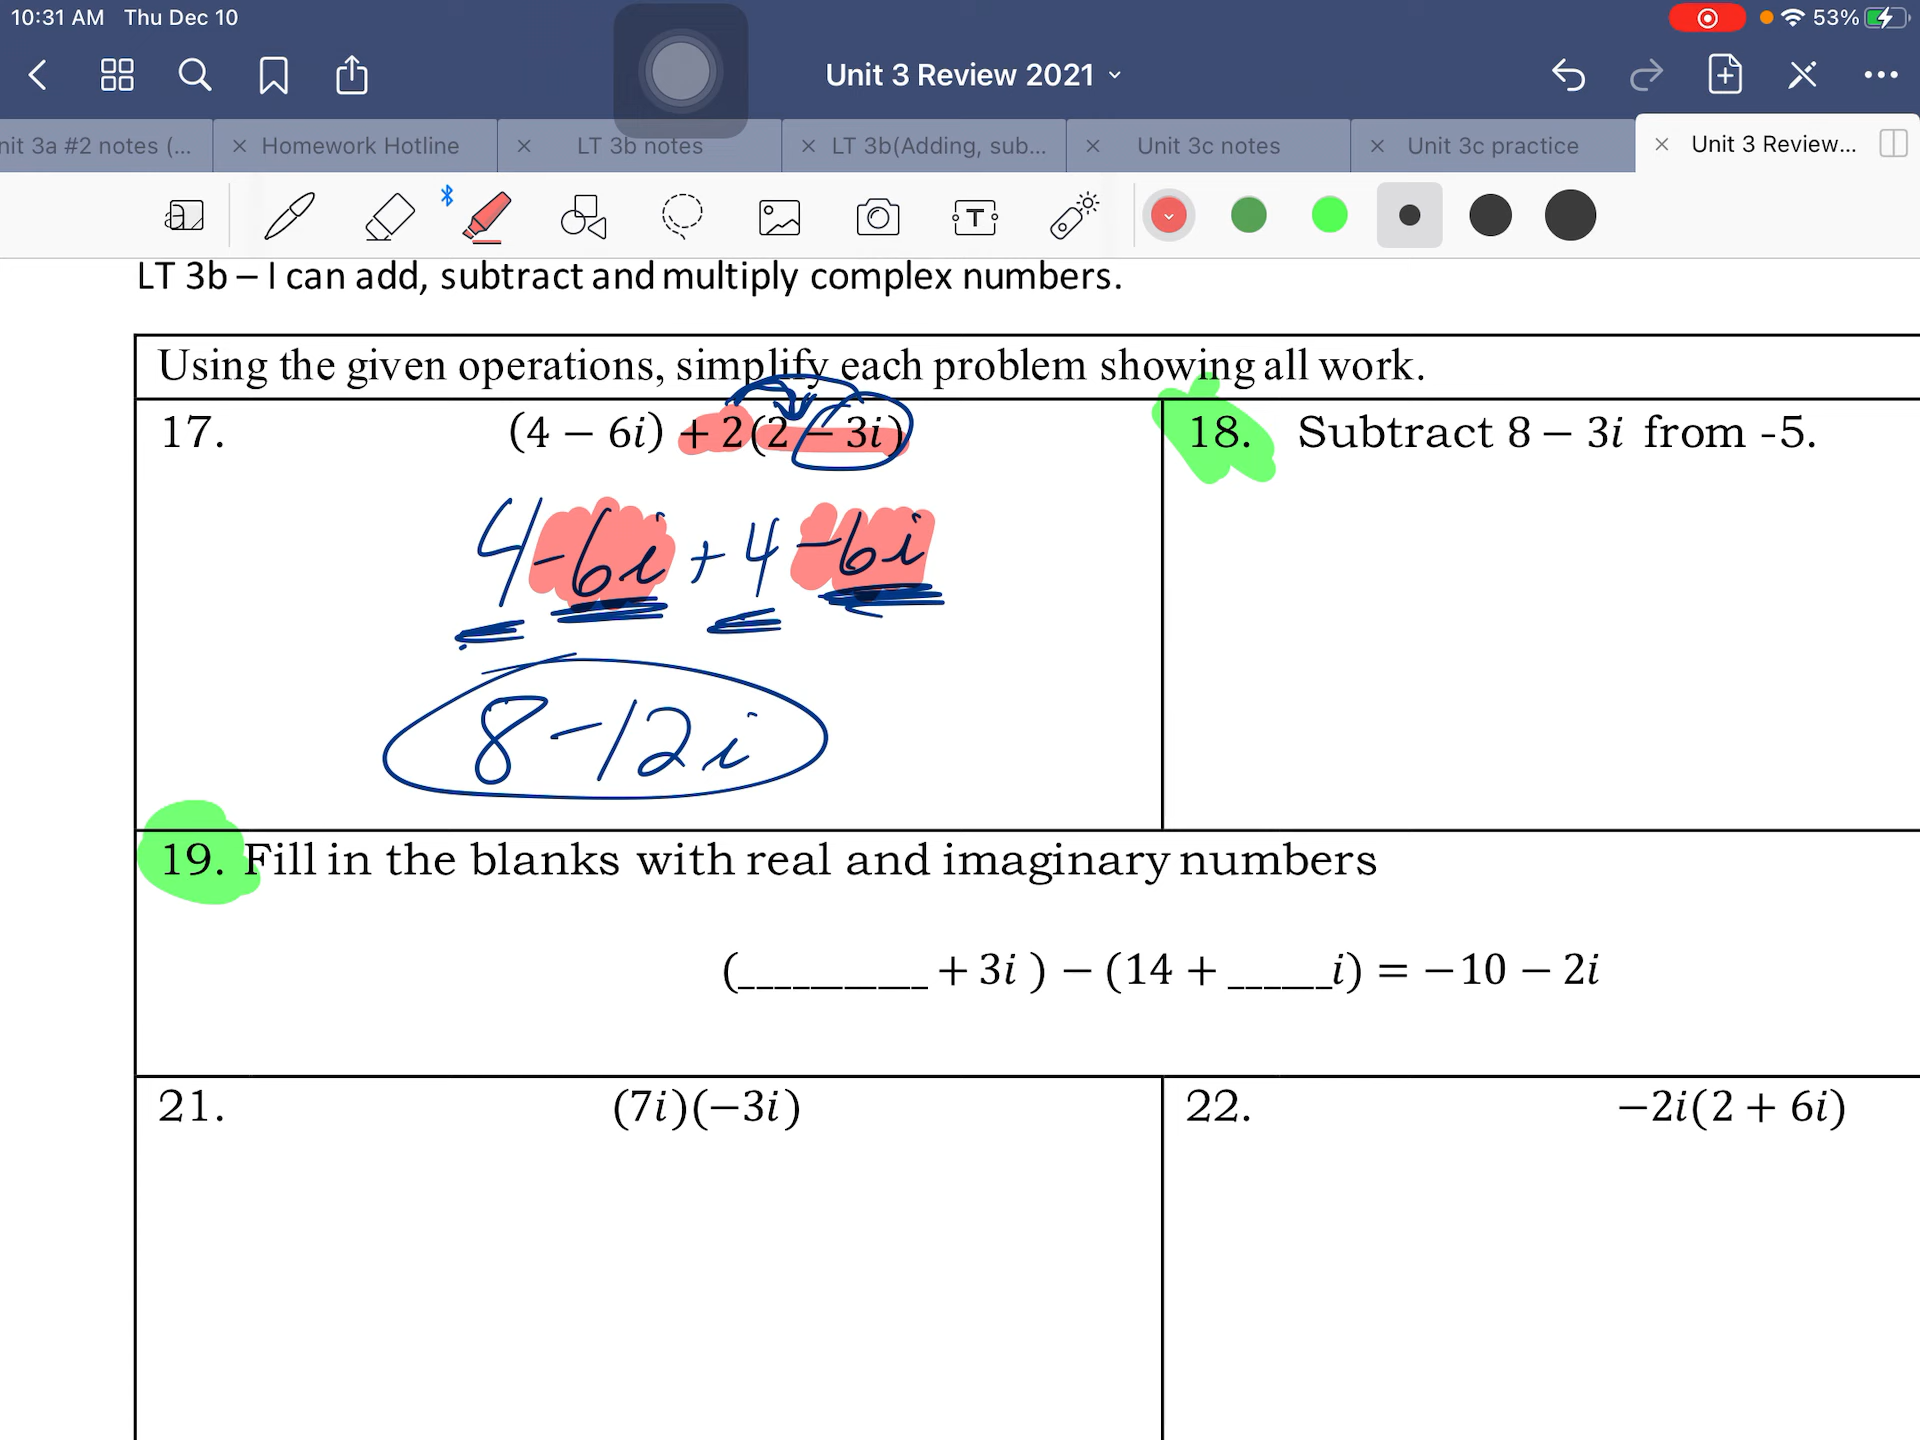 10:31 AM Thu Dec 10
53%
Unit 3 Review 2021
nit 3a #2 notes (...
Homework Hotline
LT 3b notes
LT 3b(Adding, sub...
Unit 3c notes
Unit 3c practice
Unit 3 Review...
LT 3b – I can add, subtract and multiply complex numbers.
Using the given operations, simplify each problem showing all work.
17. (4 − 6i) + 2(2 − 3i)
4 - 6i + 4 - 6i
8 - 12i
18. Subtract 8 – 3i from -5.
19. Fill in the blanks with real and imaginary numbers
(_________ + 3i ) − (14 + _____i) = −10 − 2i
21. (7i)(−3i)
22. −2i(2 + 6i)